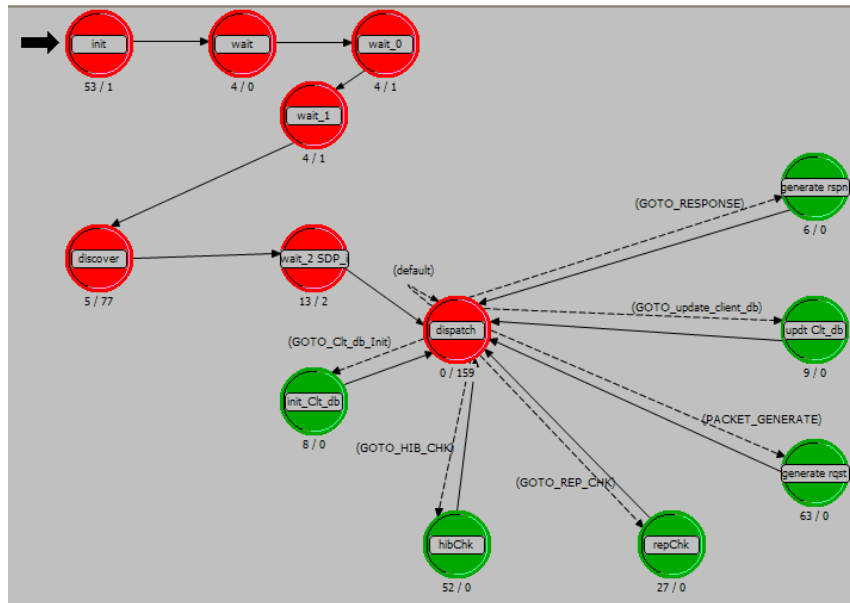 init
wait
wait_0
53 / 1
4 / 0
4 / 1
wait_1
4 / 1
generate rspn
(GOTO_RESPONSE)
6 / 0
discover
wait_2 SDP_i
(default)
5 / 77
13 / 2
(GOTO_update_client_db)
dispatch
updt Clt_db
(GOTO_Clt_db_Init)
0 / 159
9 / 0
init_Clt_db
(PACKET_GENERATE)
8 / 0
(GOTO_HIB_CHK)
generate rqst
(GOTO_REP_CHK)
63 / 0
hibChk
repChk
52 / 0
27 / 0